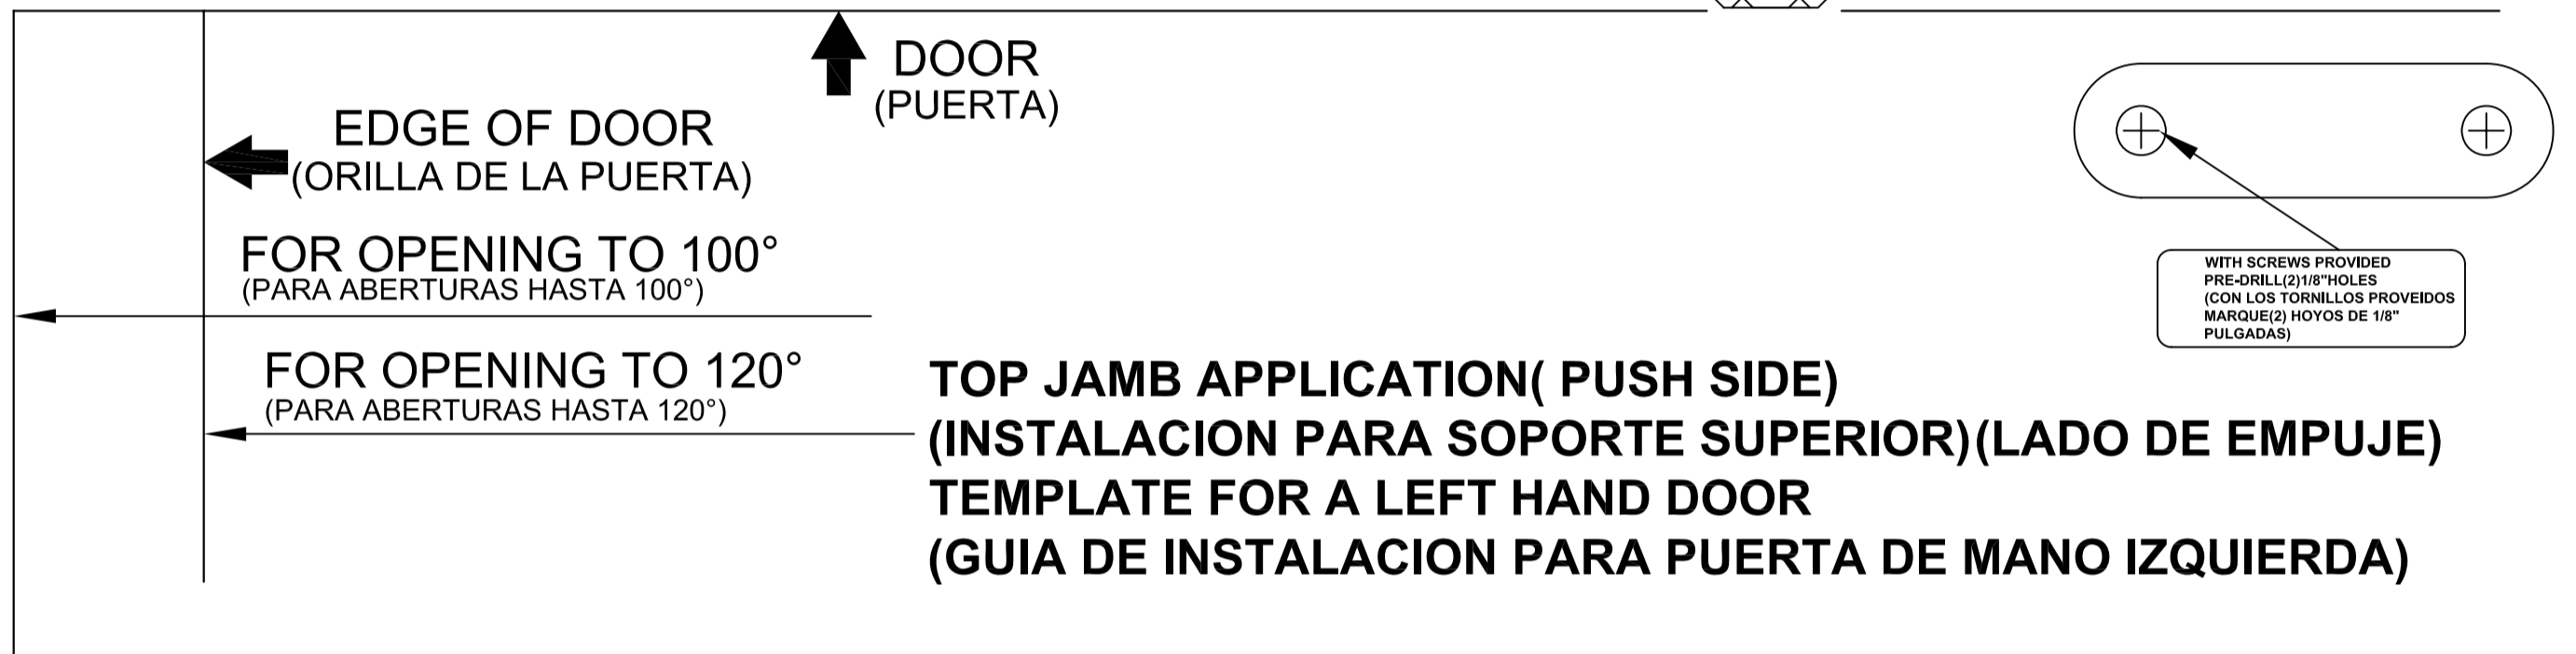 DOOR
(PUERTA)
EDGE OF DOOR
(ORILLA DE LA PUERTA)
FOR OPENING TO 100°
(PARA ABERTURAS HASTA 100°)
WITH SCREWS PROVIDED
PRE-DRILL(2)1/8"HOLES
(CON LOS TORNILLOS PROVEIDOS
MARQUE(2) HOYOS DE 1/8"
PULGADAS)
FOR OPENING TO 120°
(PARA ABERTURAS HASTA 120°)
TOP JAMB APPLICATION( PUSH SIDE)
(INSTALACION PARA SOPORTE SUPERIOR)(LADO DE EMPUJE)
TEMPLATE FOR A LEFT HAND DOOR
(GUIA DE INSTALACION PARA PUERTA DE MANO IZQUIERDA)